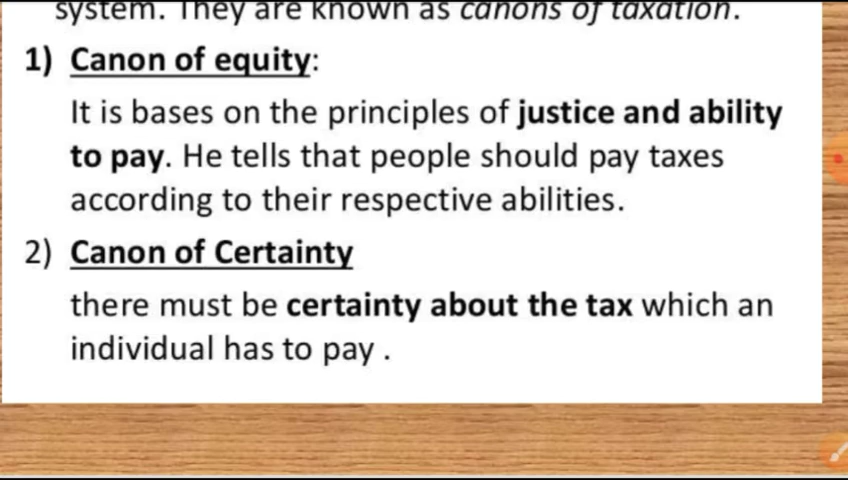 system. They are known as canons of taxation.
1) Canon of equity:
It is bases on the principles of justice and ability
to pay. He tells that people should pay taxes
according to their respective abilities.
2) Canon of Certainty
there must be certainty about the tax which an
individual has to pay .